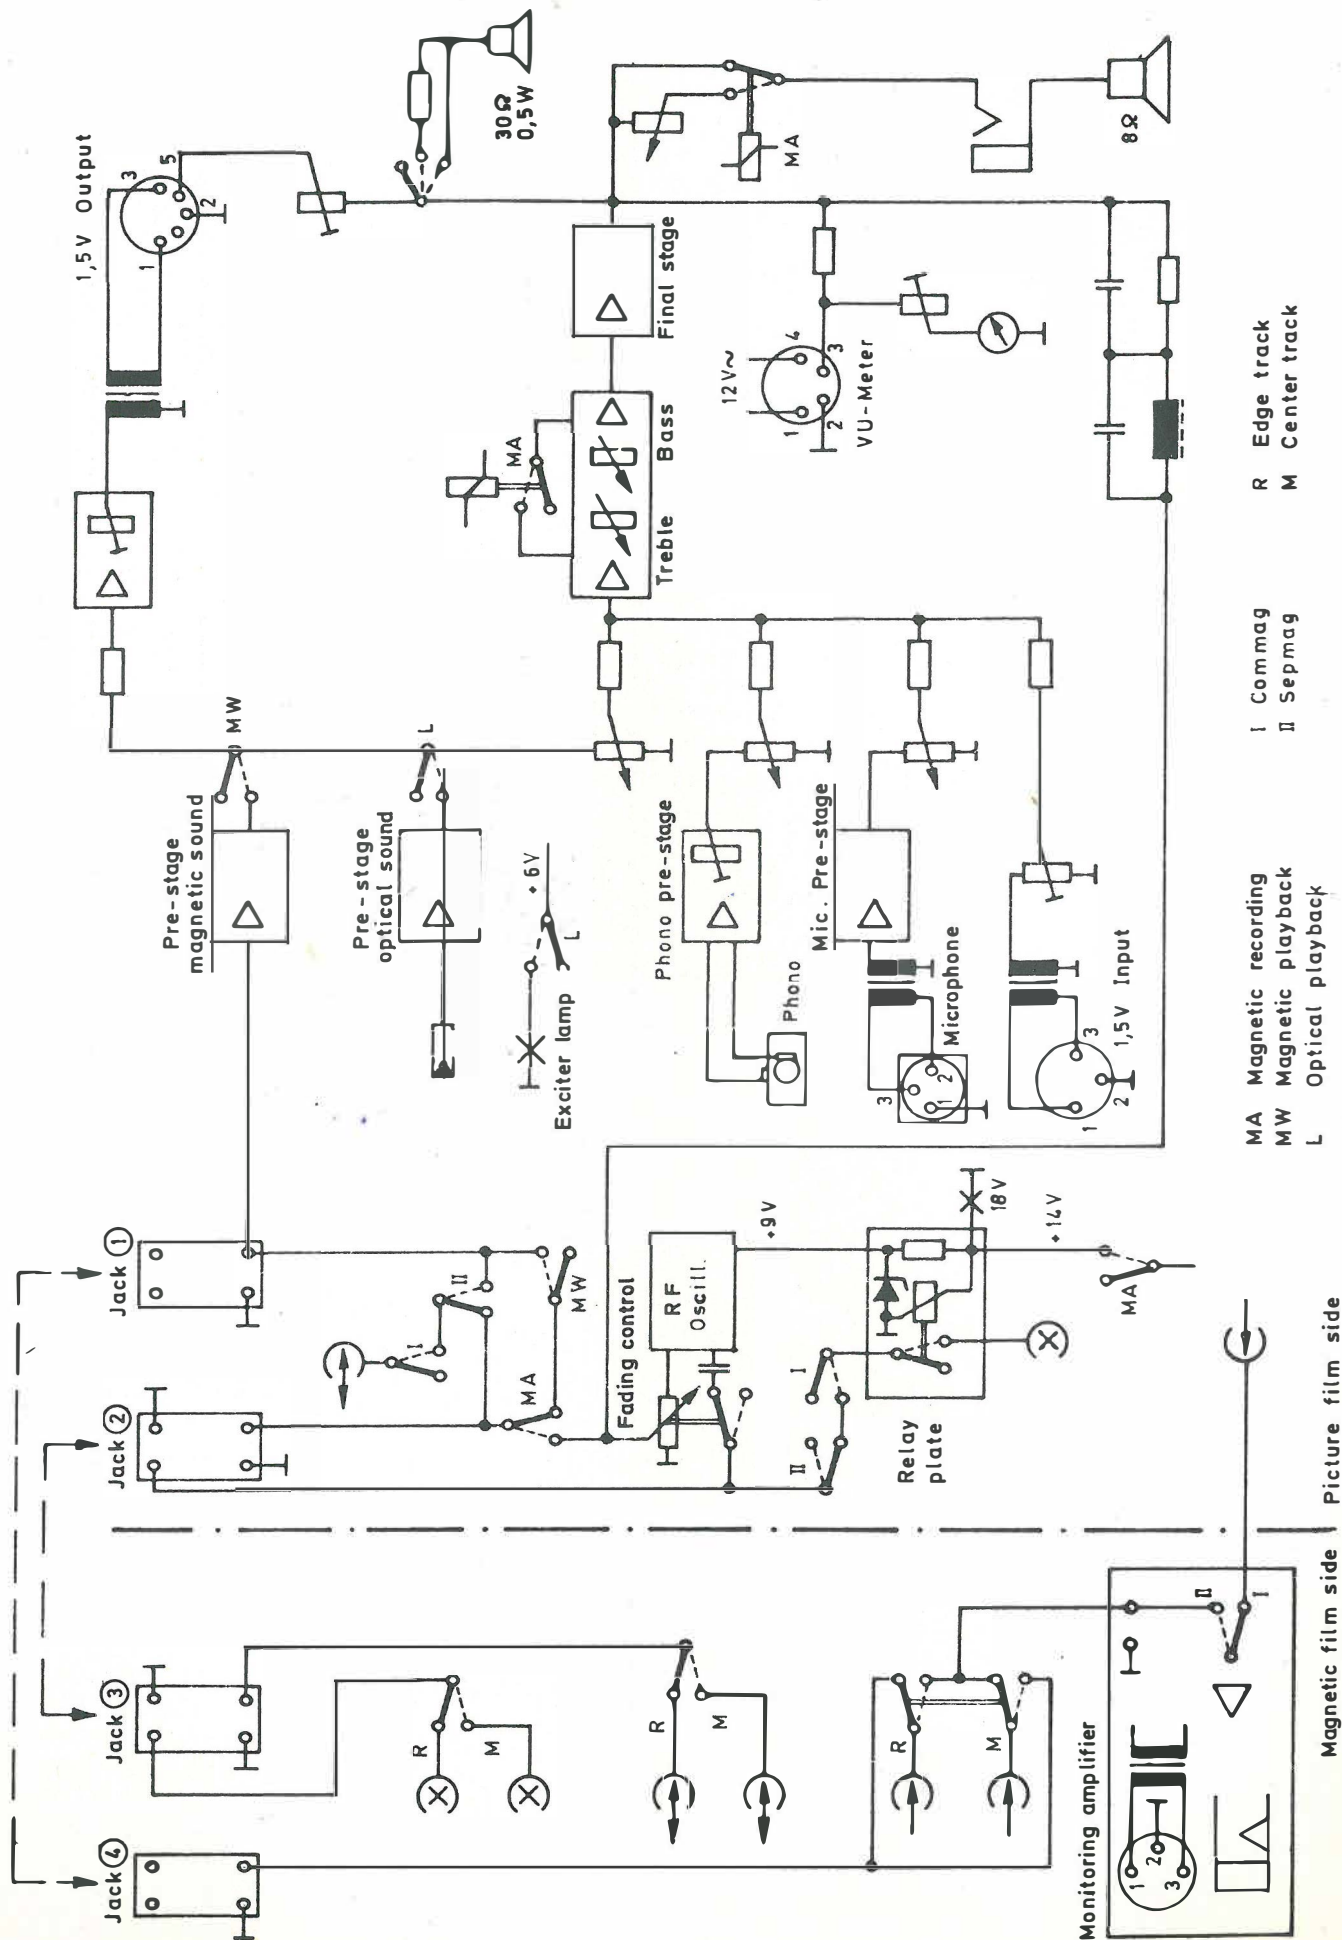 1,5V Output
1
3
5
2
30Ω
0,5W
MA
8Ω
Final stage
MA
Treble
Bass
12V~
1
4
2
3
VU-Meter
R Edge track
M Center track
MW
L
Pre-stage
magnetic sound
Pre-stage
optical sound
+6V
L
Exciter lamp
Phono pre-stage
Phono
Mic. Pre-stage
Microphone
3
1
2
1,5V Input
1
2
3
I Commag
II Sepmag
MA Magnetic recording
MW Magnetic playback
L Optical playback
Jack 1
Jack 2
I
II
MA
MW
Fading control
RF
Oscill.
+9V
18V
+14V
MA
I
II
Relay
plate
Picture film side
Magnetic film side
Jack 3
Jack 4
R
M
R
M
R
M
Monitoring amplifier
1
2
3
II
I